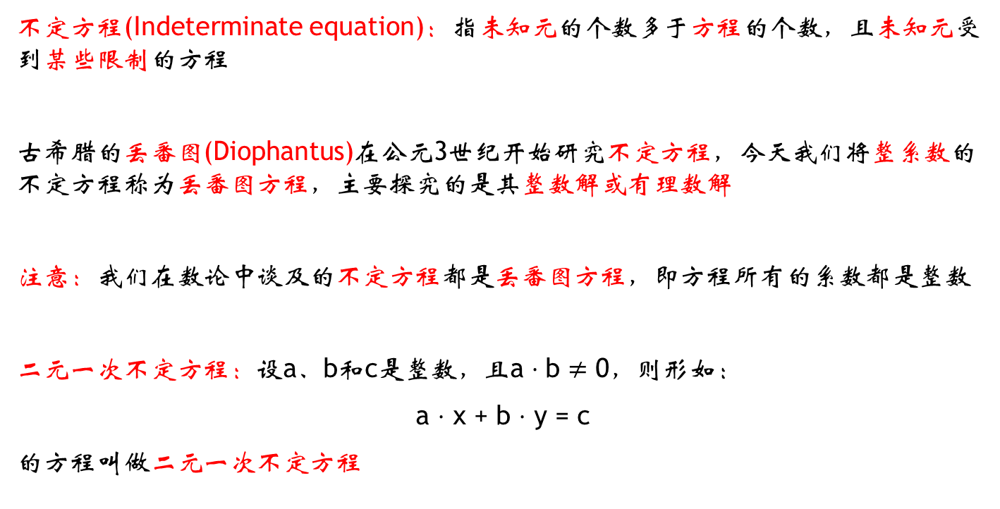 不定方程(Indeterminate equation)：指未知元的个数多于方程的个数，且未知元受
到某些限制的方程
古希腊的丢番图(Diophantus)在公元3世纪开始研究不定方程，今天我们将整系数的
不定方程称为丢番图方程，主要探究的是其整数解或有理数解
注意：我们在数论中谈及的不定方程都是丢番图方程，即方程所有的系数都是整数
二元一次不定方程：设a、b和c是整数，且a · b ≠ 0，则形如：
a · x + b · y = c
的方程叫做二元一次不定方程